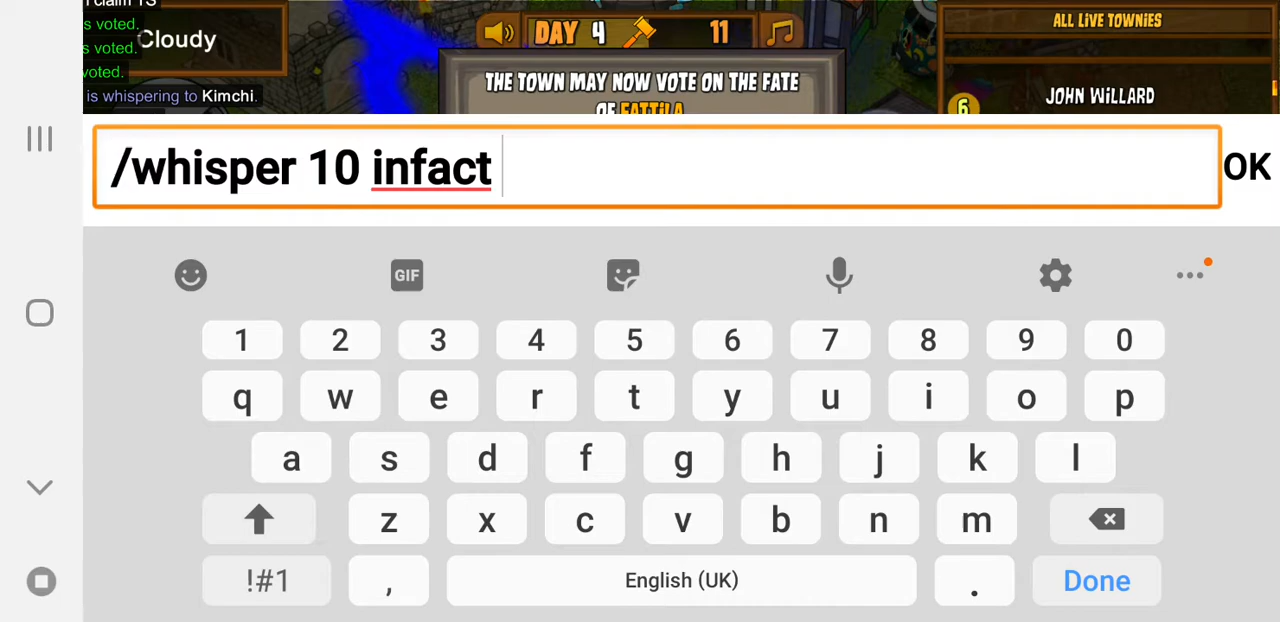 I claim TS
s voted.
s voted.
voted.
Cloudy
is whispering to Kimchi.
DAY 4
11
THE TOWN MAY NOW VOTE ON THE FATE
OF FATTILA
ALL LIVE TOWNIES
6 JOHN WILLARD
/whisper 10 infact
OK
GIF
1 2 3 4 5 6 7 8 9 0
q w e r t y u i o p
a s d f g h j k l
z x c v b n m
!#1 , English (UK) . Done